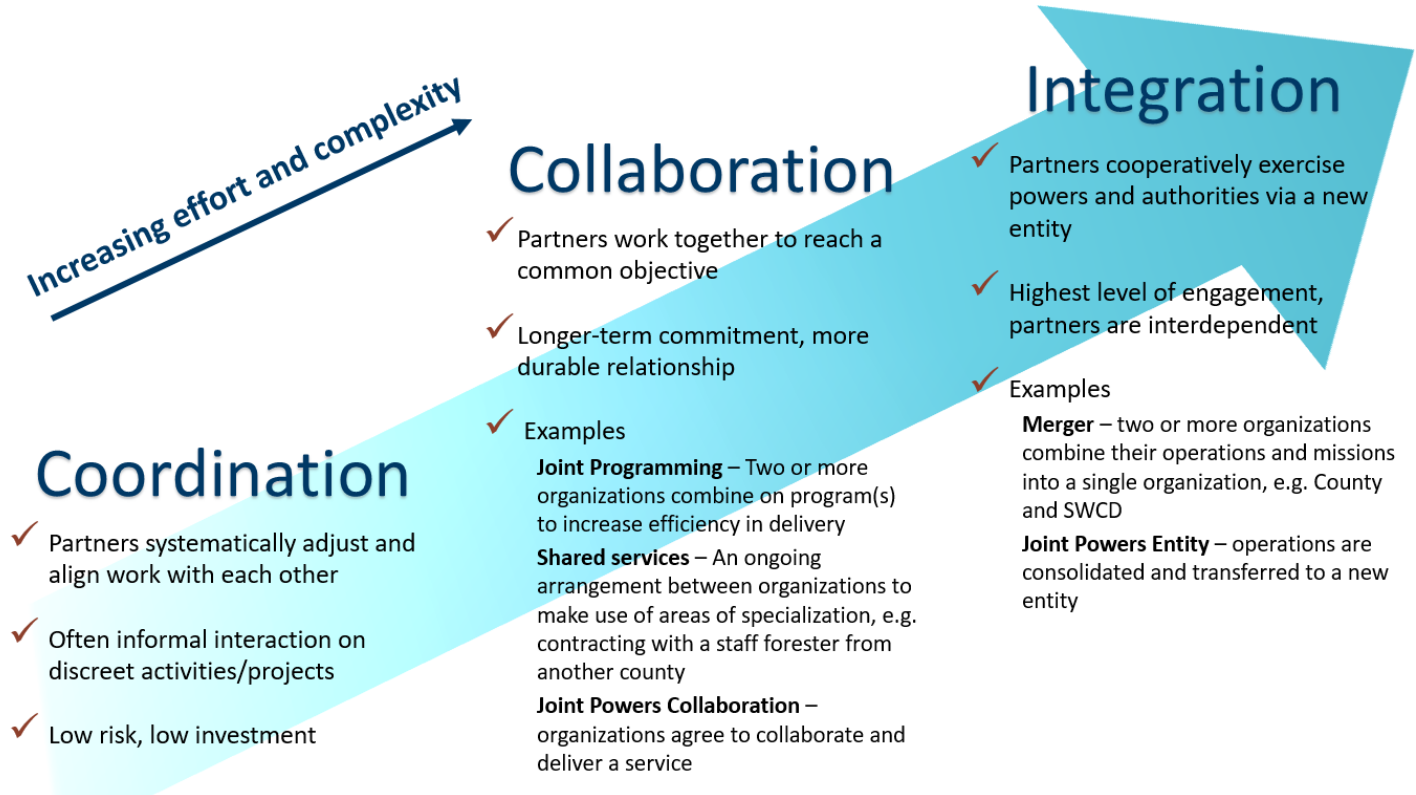 Increasing effort and complexity
Coordination
Partners systematically adjust and
align work with each other
Often informal interaction on
discreet activities/projects
Low risk, low investment
Collaboration
Partners work together to reach a
common objective
Longer-term commitment, more
durable relationship
Examples
Joint Programming – Two or more
organizations combine on program(s)
to increase efficiency in delivery
Shared services – An ongoing
arrangement between organizations to
make use of areas of specialization, e.g.
contracting with a staff forester from
another county
Joint Powers Collaboration –
organizations agree to collaborate and
deliver a service
Integration
Partners cooperatively exercise
powers and authorities via a new
entity
Highest level of engagement,
partners are interdependent
Examples
Merger – two or more organizations
combine their operations and missions
into a single organization, e.g. County
and SWCD
Joint Powers Entity – operations are
consolidated and transferred to a new
entity